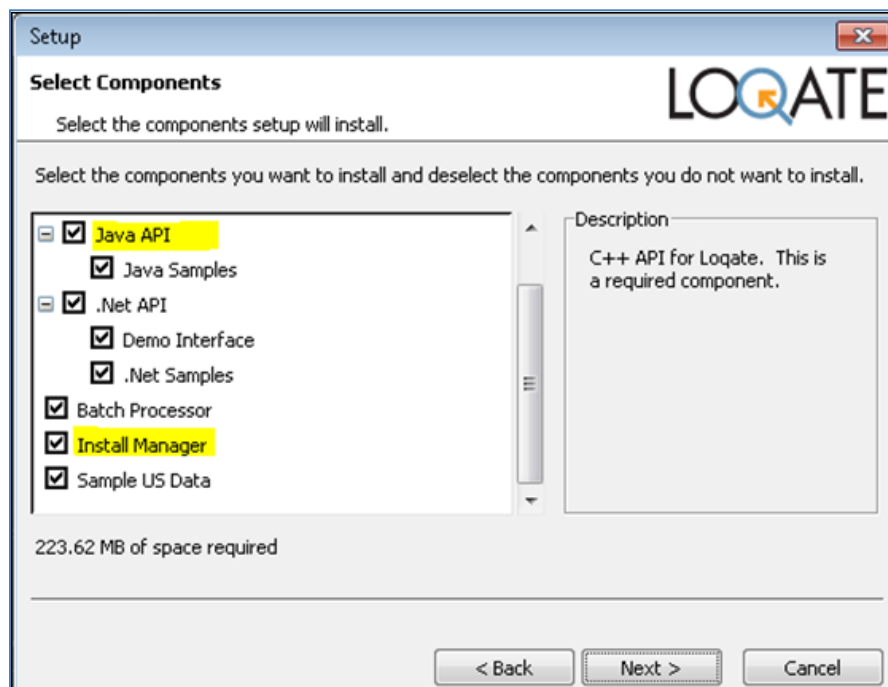 Setup
Select Components
Select the components setup will install.
LOQATE
Select the components you want to install and deselect the components you do not want to install.
Java API
Java Samples
.Net API
Demo Interface
.Net Samples
Batch Processor
Install Manager
Sample US Data
Description
C++ API for Loqate. This is
a required component.
223.62 MB of space required
< Back
Next >
Cancel